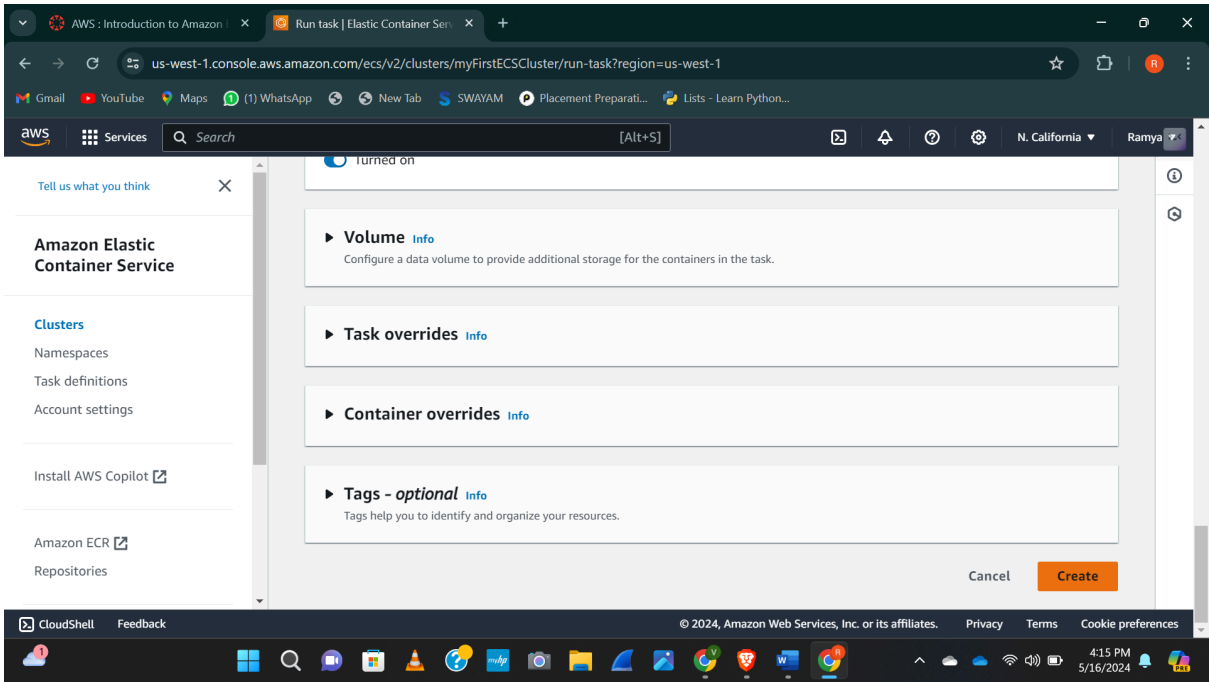 AWS : Introduction to Amazon
Run task | Elastic Container Serv
us-west-1.console.aws.amazon.com/ecs/v2/clusters/myFirstECSCluster/run-task?region=us-west-1
R
Gmail
YouTube
Maps
(1) WhatsApp
New Tab
SWAYAM
Placement Preparati...
Lists - Learn Python...
aws
Services
Search
[Alt+S]
N. California
Ramya
Tell us what you think
Amazon Elastic
Container Service
Clusters
Namespaces
Task definitions
Account settings
Install AWS Copilot
Amazon ECR
Repositories
Turned on
Volume Info
Configure a data volume to provide additional storage for the containers in the task.
Task overrides Info
Container overrides Info
Tags - optional Info
Tags help you to identify and organize your resources.
Cancel
Create
CloudShell
Feedback
© 2024, Amazon Web Services, Inc. or its affiliates.
Privacy
Terms
Cookie preferences
1
myhp
V
W
R
4:15 PM
5/16/2024
PRE